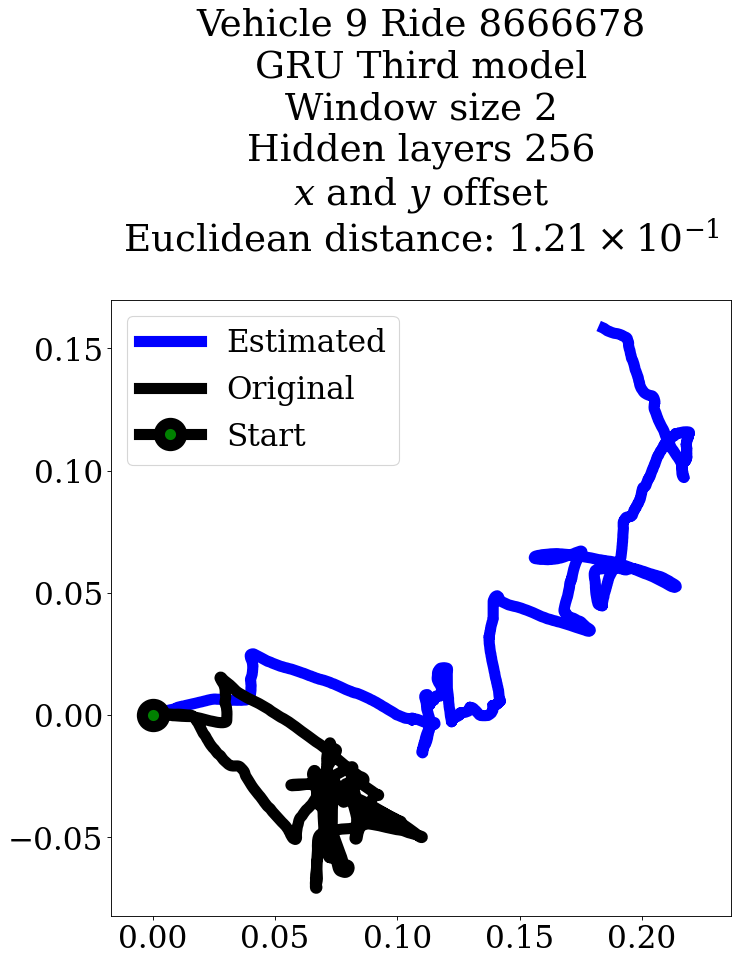 Vehicle 9 Ride 8666678
GRU Third model
Window size 2
Hidden layers 256
x and y offset
Euclidean distance: 1.21 × 10⁻¹
Estimated
Original
Start
0.15
0.10
0.05
0.00
−0.05
0.00 0.05 0.10 0.15 0.20